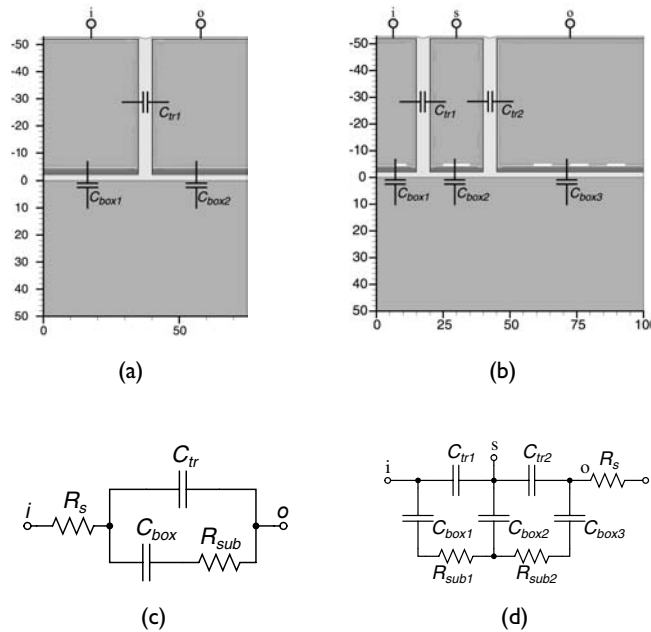 i o
-50
-40
-30
-20
-10
0
10
20
30
40
50
0 50
C_tr1
C_box1 C_box2
(a)
i s o
-50
-40
-30
-20
-10
0
10
20
30
40
50
0 25 50 75 100
C_tr1 C_tr2
C_box1 C_box2 C_box3
(b)
C_tr
i R_s o
C_box R_sub
(c)
s
C_tr1 C_tr2
i o R_s
C_box1 C_box2 C_box3
R_sub1 R_sub2
(d)